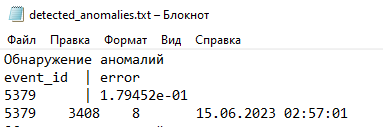 detected_anomalies.txt – Блокнот
Файл Правка Формат Вид Справка
Обнаружение аномалий
event_id | error
5379 | 1.79452e-01
5379 3408 8 15.06.2023 02:57:01